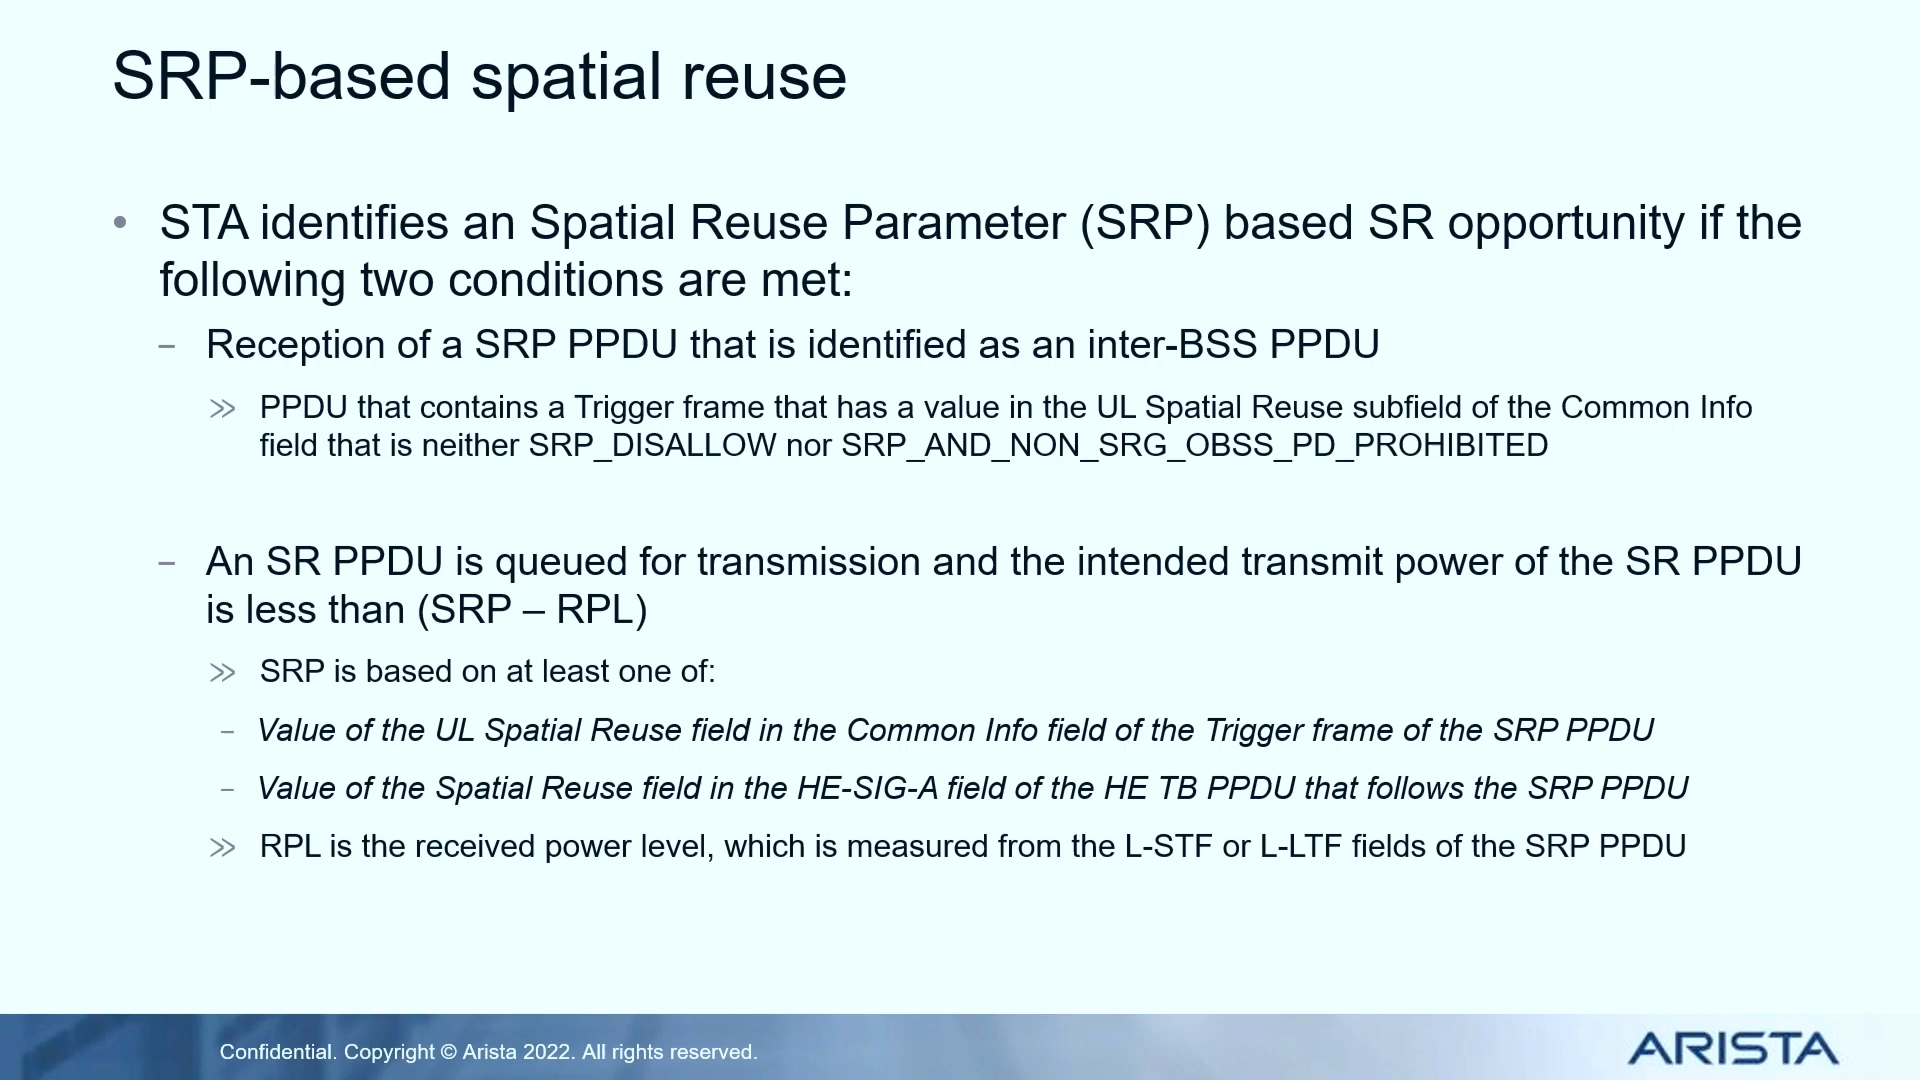 SRP-based spatial reuse
• STA identifies an Spatial Reuse Parameter (SRP) based SR opportunity if the
following two conditions are met:
– Reception of a SRP PPDU that is identified as an inter-BSS PPDU
>> PPDU that contains a Trigger frame that has a value in the UL Spatial Reuse subfield of the Common Info
field that is neither SRP_DISALLOW nor SRP_AND_NON_SRG_OBSS_PD_PROHIBITED
– An SR PPDU is queued for transmission and the intended transmit power of the SR PPDU
is less than (SRP – RPL)
>> SRP is based on at least one of:
– Value of the UL Spatial Reuse field in the Common Info field of the Trigger frame of the SRP PPDU
– Value of the Spatial Reuse field in the HE-SIG-A field of the HE TB PPDU that follows the SRP PPDU
>> RPL is the received power level, which is measured from the L-STF or L-LTF fields of the SRP PPDU
Confidential. Copyright © Arista 2022. All rights reserved.
ARISTA